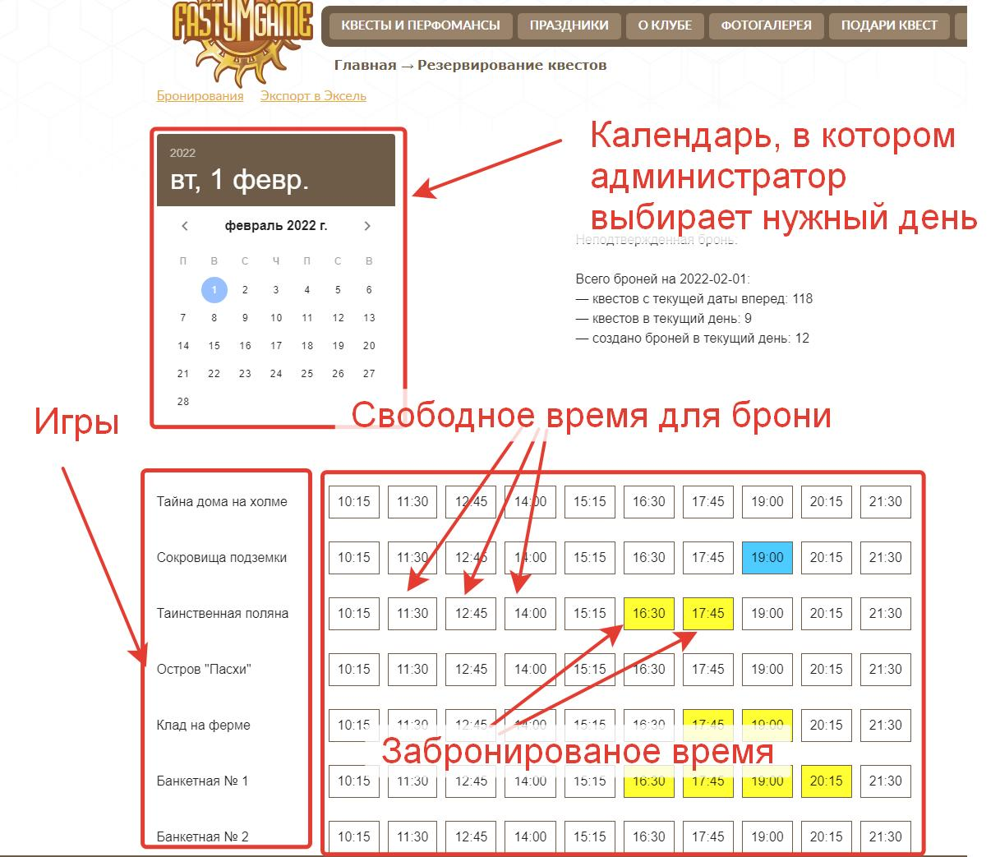 FASTYMGAME
КВЕСТЫ И ПЕРФОМАНСЫ ПРАЗДНИКИ О КЛУБЕ ФОТОГАЛЕРЕЯ ПОДАРИ КВЕСТ
Главная → Резервирование квестов
Бронирования Экспорт в Эксель
Календарь, в котором
администратор
выбирает нужный день
2022
вт, 1 февр.
февраль 2022 г.
П В С Ч П С В
1 2 3 4 5 6
7 8 9 10 11 12 13
14 15 16 17 18 19 20
21 22 23 24 25 26 27
28
Неподтвержденная бронь:
Всего броней на 2022-02-01:
— квестов с текущей даты вперед: 118
— квестов в текущий день: 9
— создано броней в текущий день: 12
Игры
Свободное время для брони
Тайна дома на холме 10:15 11:30 12:45 14:00 15:15 16:30 17:45 19:00 20:15 21:30
Сокровища подземки 10:15 11:30 12:45 14:00 15:15 16:30 17:45 19:00 20:15 21:30
Таинственная поляна 10:15 11:30 12:45 14:00 15:15 16:30 17:45 19:00 20:15 21:30
Остров "Пасхи" 10:15 11:30 12:45 14:00 15:15 16:30 17:45 19:00 20:15 21:30
Клад на ферме 10:15 11:30 12:45 14:00 15:15 16:30 17:45 19:00 20:15 21:30
Забронированое время
Банкетная № 1 10:15 11:30 12:45 14:00 15:15 16:30 17:45 19:00 20:15 21:30
Банкетная № 2 10:15 11:30 12:45 14:00 15:15 16:30 17:45 19:00 20:15 21:30